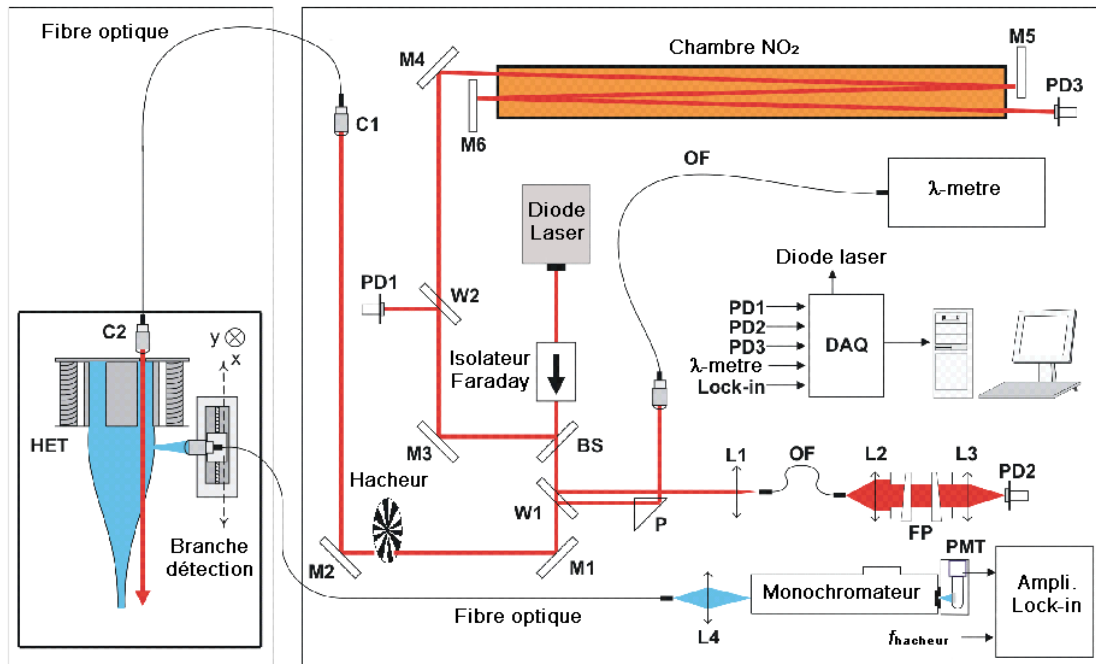 Fibre optique
M4
Chambre NO₂
M5
PD3
C1
M6
OF
λ-metre
Diode
Laser
Diode laser
PD1
W2
C2
y
x
Isolateur
Faraday
PD1
PD2
PD3
λ-metre
Lock-in
DAQ
HET
M3
BS
Hacheur
L1
OF
L2
L3
PD2
W1
P
FP
Branche
détection
M2
M1
PMT
Monochromateur
Ampli.
Lock-in
Fibre optique
L4
fhacheur